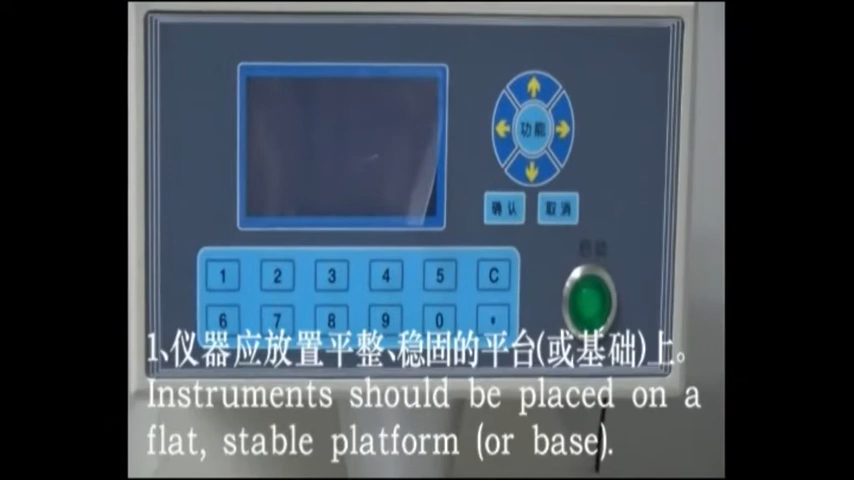 功能
确认 取消
启动
1 2 3 4 5 C
6 7 8 9 0 .
1、仪器应放置平整、稳固的平台(或基础)上。
Instruments should be placed on a
flat, stable platform (or base).